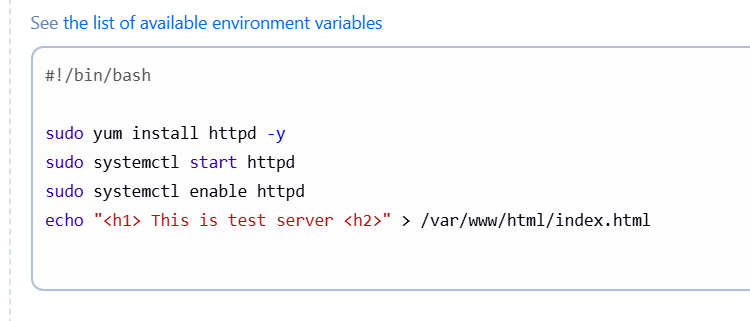 See the list of available environment variables
#!/bin/bash
sudo yum install httpd -y
sudo systemctl start httpd
sudo systemctl enable httpd
echo "<h1> This is test server <h2>" > /var/www/html/index.html